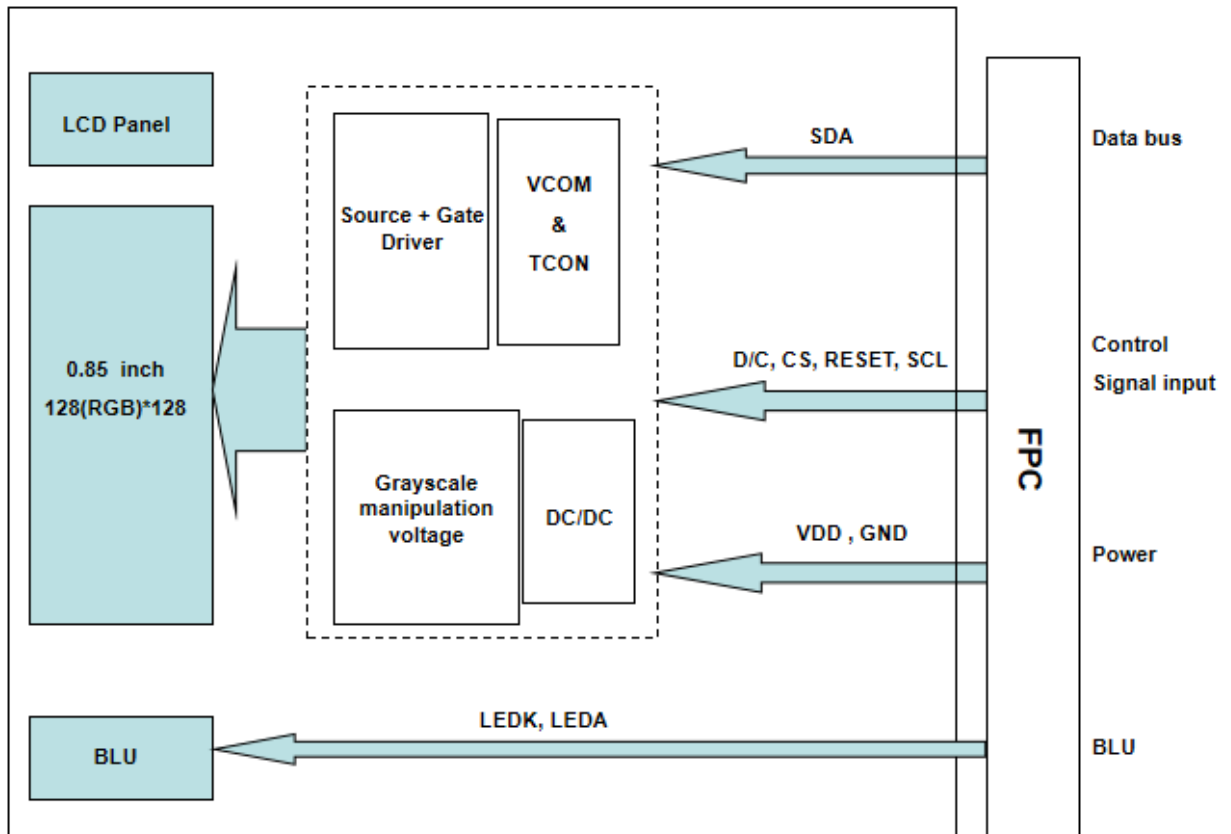 LCD Panel
0.85 inch
128(RGB)*128
BLU
Source + Gate
Driver
VCOM
&
TCON
Grayscale
manipulation
voltage
DC/DC
SDA
D/C, CS, RESET, SCL
VDD , GND
LEDK, LEDA
FPC
Data bus
Control
Signal input
Power
BLU